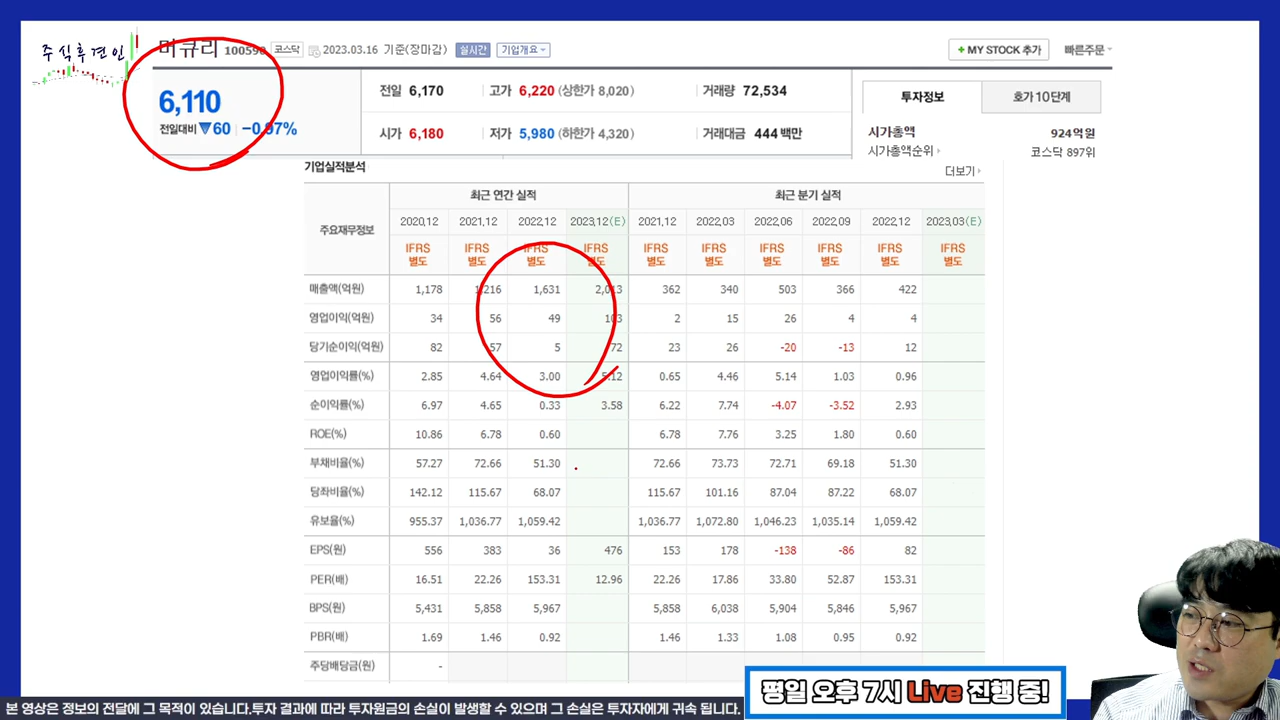 주식후견인
머큐리 100590 코스닥 2023.03.16 기준(장마감) 실시간 기업개요
+ MY STOCK 추가 빠른주문
6,110
전일대비 ▼60 -0.97%
전일 6,170 고가 6,220 (상한가 8,020) 거래량 72,534
시가 6,180 저가 5,980 (하한가 4,320) 거래대금 444 백만
투자정보 호가 10단계
시가총액 924억원
시가총액순위 코스닥 897위
기업실적분석 더보기
주요재무정보 최근 연간 실적 최근 분기 실적
2020.12 2021.12 2022.12 2023.12(E) 2021.12 2022.03 2022.06 2022.09 2022.12 2023.03(E)
IFRS IFRS IFRS IFRS IFRS IFRS IFRS IFRS IFRS IFRS
별도 별도 별도 별도 별도 별도 별도 별도 별도 별도
매출액(억원) 1,178 1,216 1,631 2,013 362 340 503 366 422
영업이익(억원) 34 56 49 103 2 15 26 4 4
당기순이익(억원) 82 57 5 72 23 26 -20 -13 12
영업이익률(%) 2.85 4.64 3.00 5.12 0.65 4.46 5.14 1.03 0.96
순이익률(%) 6.97 4.65 0.33 3.58 6.22 7.74 -4.07 -3.52 2.93
ROE(%) 10.86 6.78 0.60 6.78 7.76 3.25 1.80 0.60
부채비율(%) 57.27 72.66 51.30 72.66 73.73 72.71 69.18 51.30
당좌비율(%) 142.12 115.67 68.07 115.67 101.16 87.04 87.22 68.07
유보율(%) 955.37 1,036.77 1,059.42 1,036.77 1,072.80 1,046.23 1,035.14 1,059.42
EPS(원) 556 383 36 476 153 178 -138 -86 82
PER(배) 16.51 22.26 153.31 12.96 22.26 17.86 33.80 52.87 153.31
BPS(원) 5,431 5,858 5,967 5,858 6,038 5,904 5,846 5,967
PBR(배) 1.69 1.46 0.92 1.46 1.33 1.08 0.95 0.92
주당배당금(원) -
평일 오후 7시 Live 진행 중!
본 영상은 정보의 전달에 그 목적이 있습니다.투자 결과에 따라 투자원금의 손실이 발생할 수 있으며 그 손실은 투자자에게 귀속 됩니다.